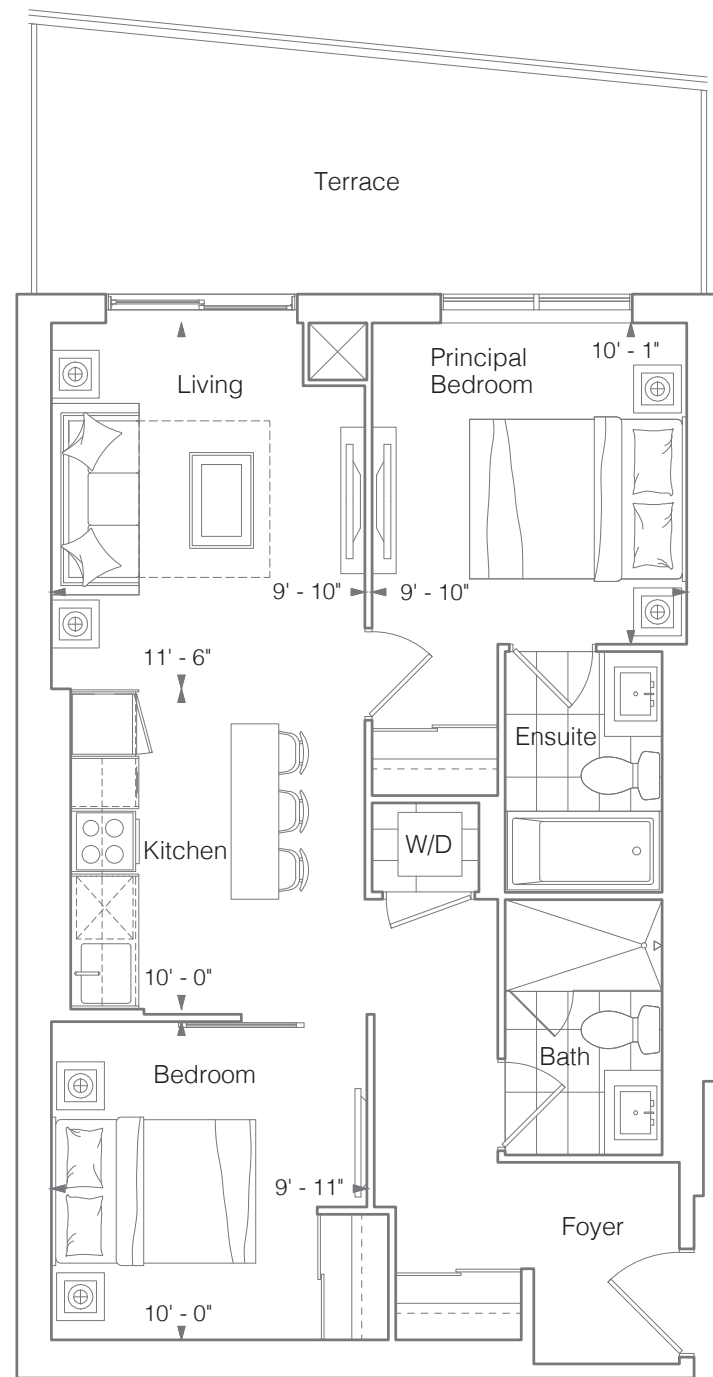 Terrace
Living
Principal
Bedroom
10' - 1"
9' - 10"
9' - 10"
11' - 6"
Ensuite
Kitchen
W/D
10' - 0"
Bath
Bedroom
9' - 11"
Foyer
10' - 0"